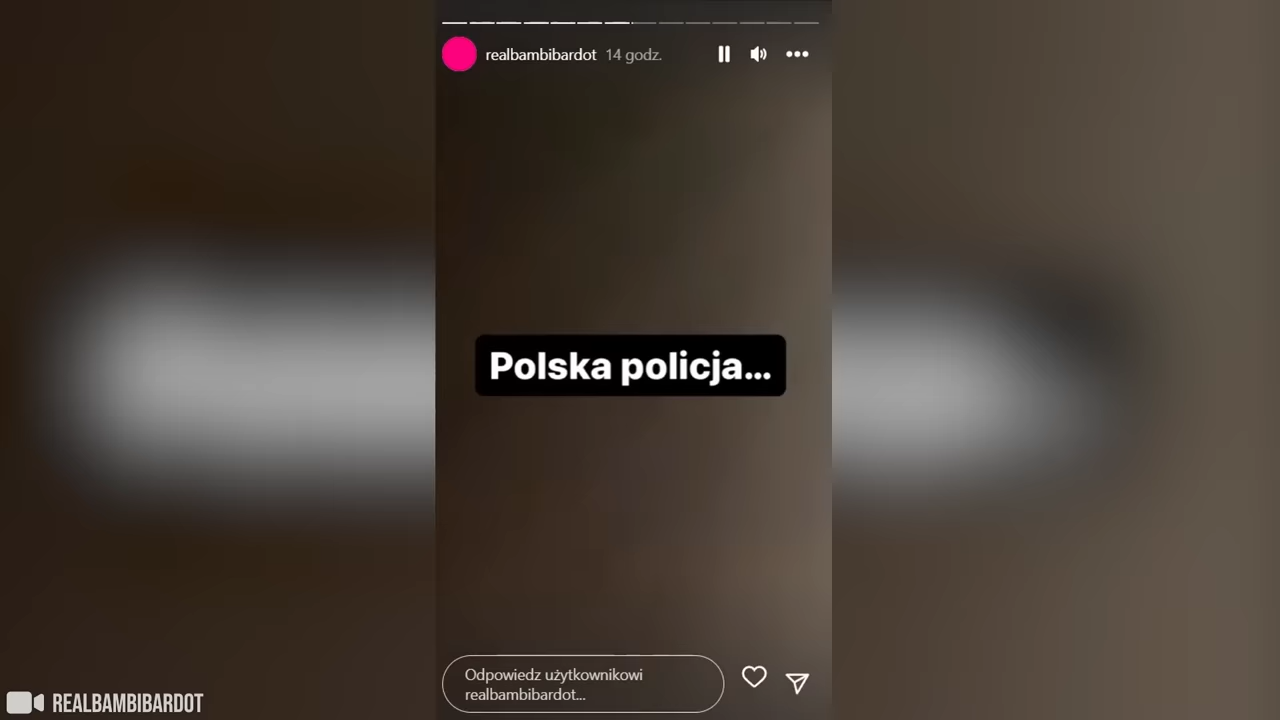 realbambibardot 14 godz.
Polska policja...
Odpowiedz użytkownikowi
realbambibardot...
REALBAMBIBARDOT